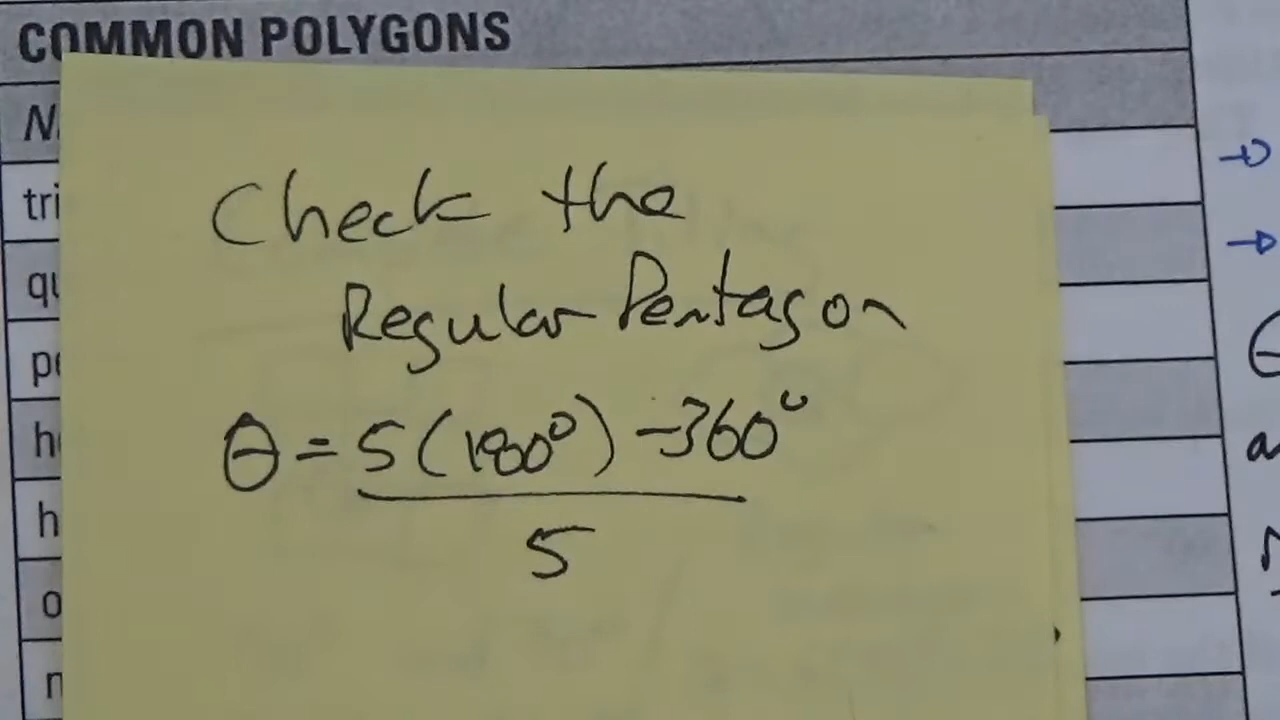 COMMON POLYGONS
Check the
Regular Pentagon
θ = 5(180°) - 360°
5